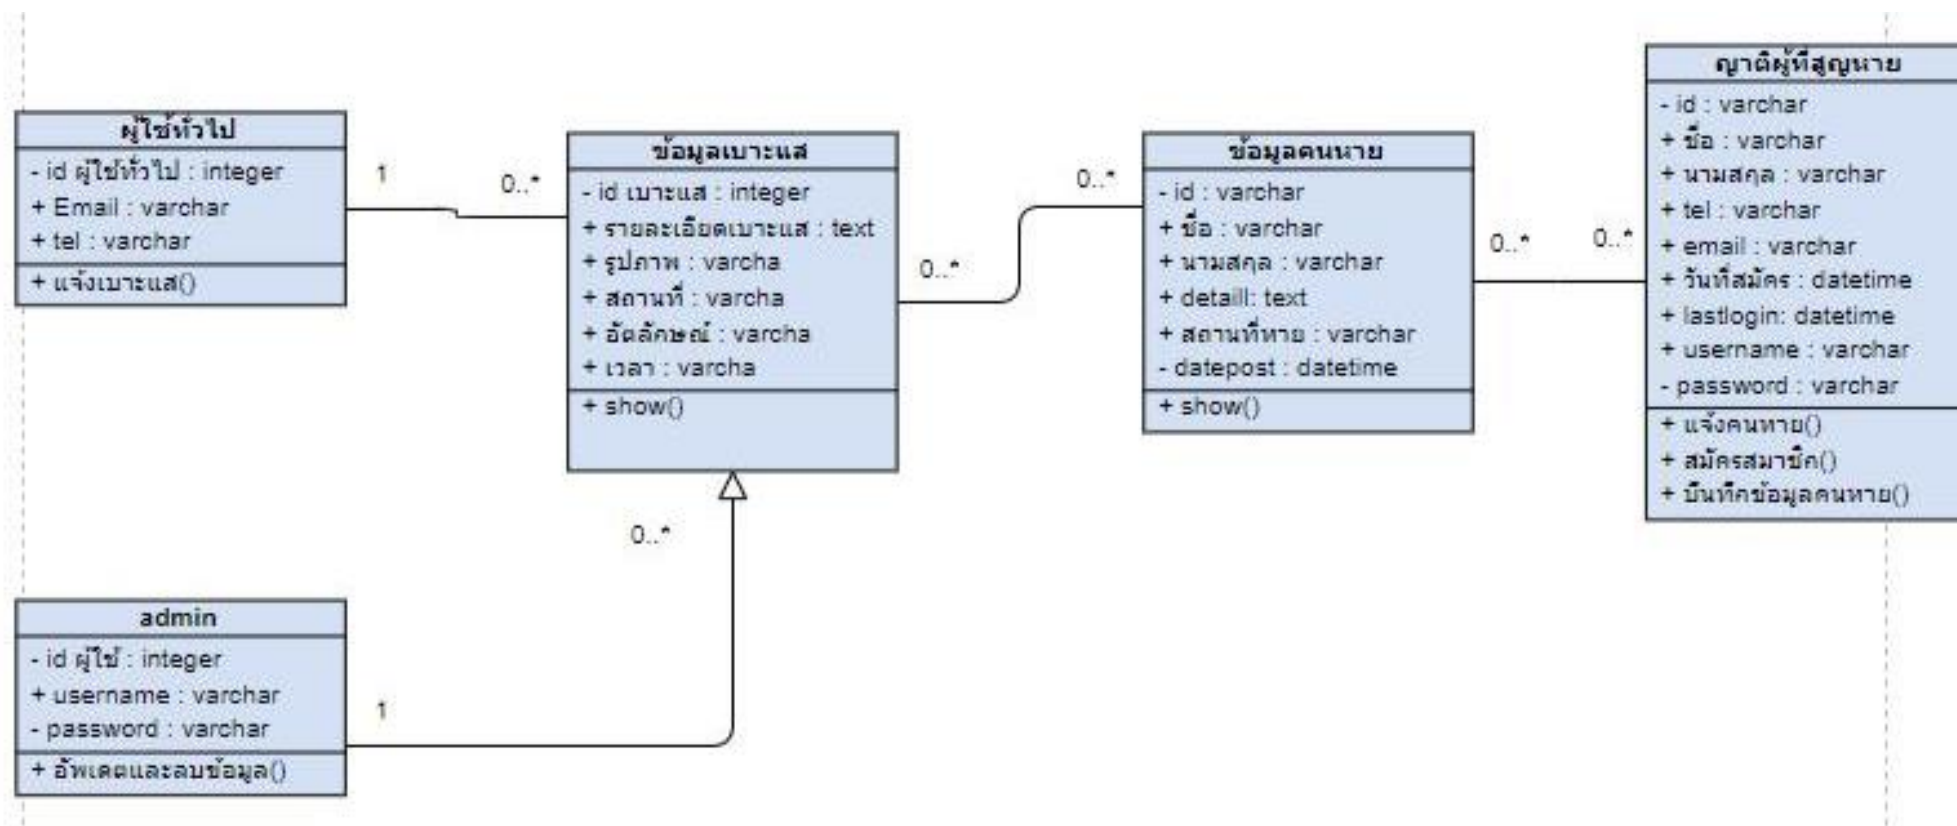 ผู้ใช้ทั่วไป
- id ผู้ใช้ทั่วไป : integer
+ Email : varchar
+ tel : varchar
+ แจ้งเบาะแส()
1
0..*
ข้อมูลเบาะแส
- id เบาะแส : integer
+ รายละเอียดเบาะแส : text
+ รูปภาพ : varcha
+ สถานที่ : varcha
+ อัตลักษณ์ : varcha
+ เวลา : varcha
+ show()
0..*
0..*
ข้อมูลคนหาย
- id : varchar
+ ชื่อ : varchar
+ นามสกุล : varchar
+ detaill: text
+ สถานที่หาย : varchar
- datepost : datetime
+ show()
0..*
0..*
ญาติผู้ที่สูญหาย
- id : varchar
+ ชื่อ : varchar
+ นามสกุล : varchar
+ tel : varchar
+ email : varchar
+ วันที่สมัคร : datetime
+ lastlogin: datetime
+ username : varchar
- password : varchar
+ แจ้งคนหาย()
+ สมัครสมาชิก()
+ บันทึกข้อมูลคนหาย()
0..*
admin
- id ผู้ใช้ : integer
+ username : varchar
- password : varchar
+ อัพเดตและลบข้อมูล()
1